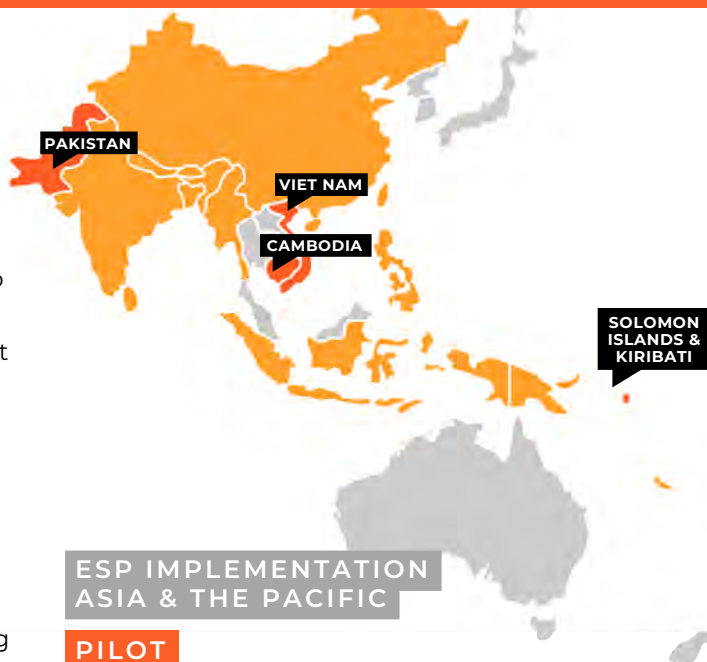 PAKISTAN
VIET NAM
CAMBODIA
SOLOMON
ISLANDS &
KIRIBATI
ESP IMPLEMENTATION
ASIA & THE PACIFIC
PILOT